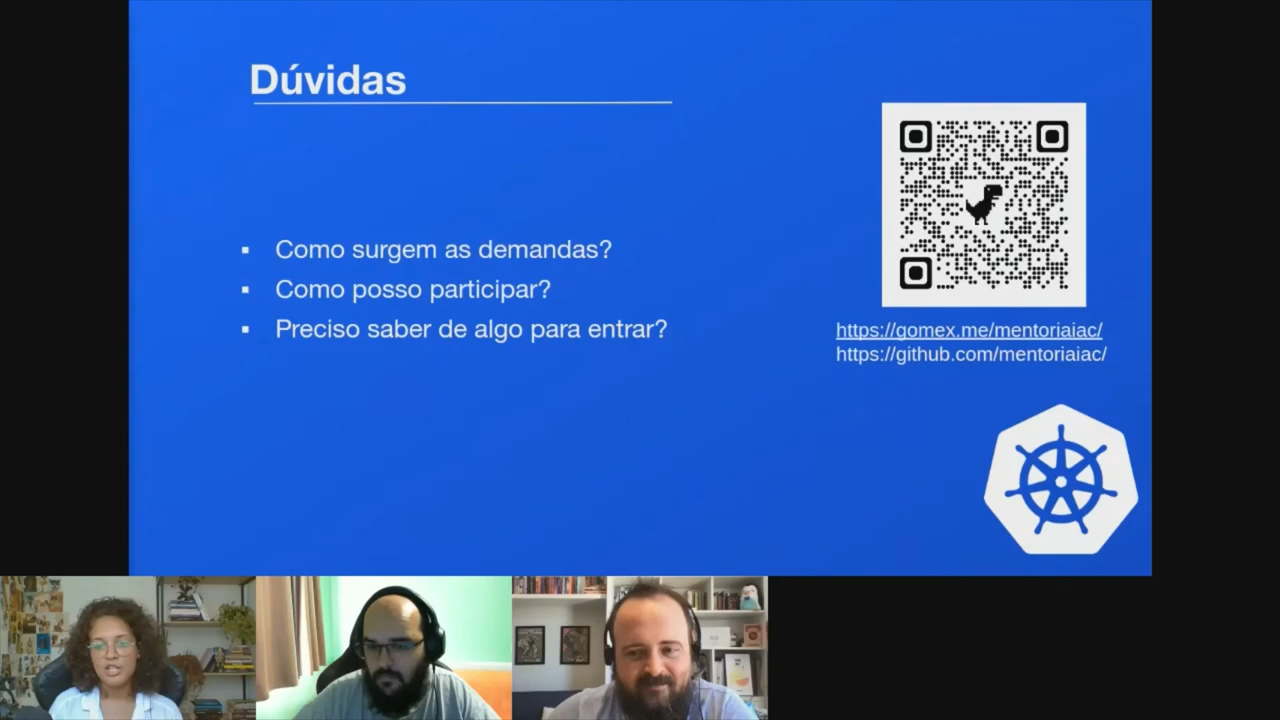 Dúvidas
Como surgem as demandas?
Como posso participar?
Preciso saber de algo para entrar?
https://gomex.me/mentoriaiac/
https://github.com/mentoriaiac/